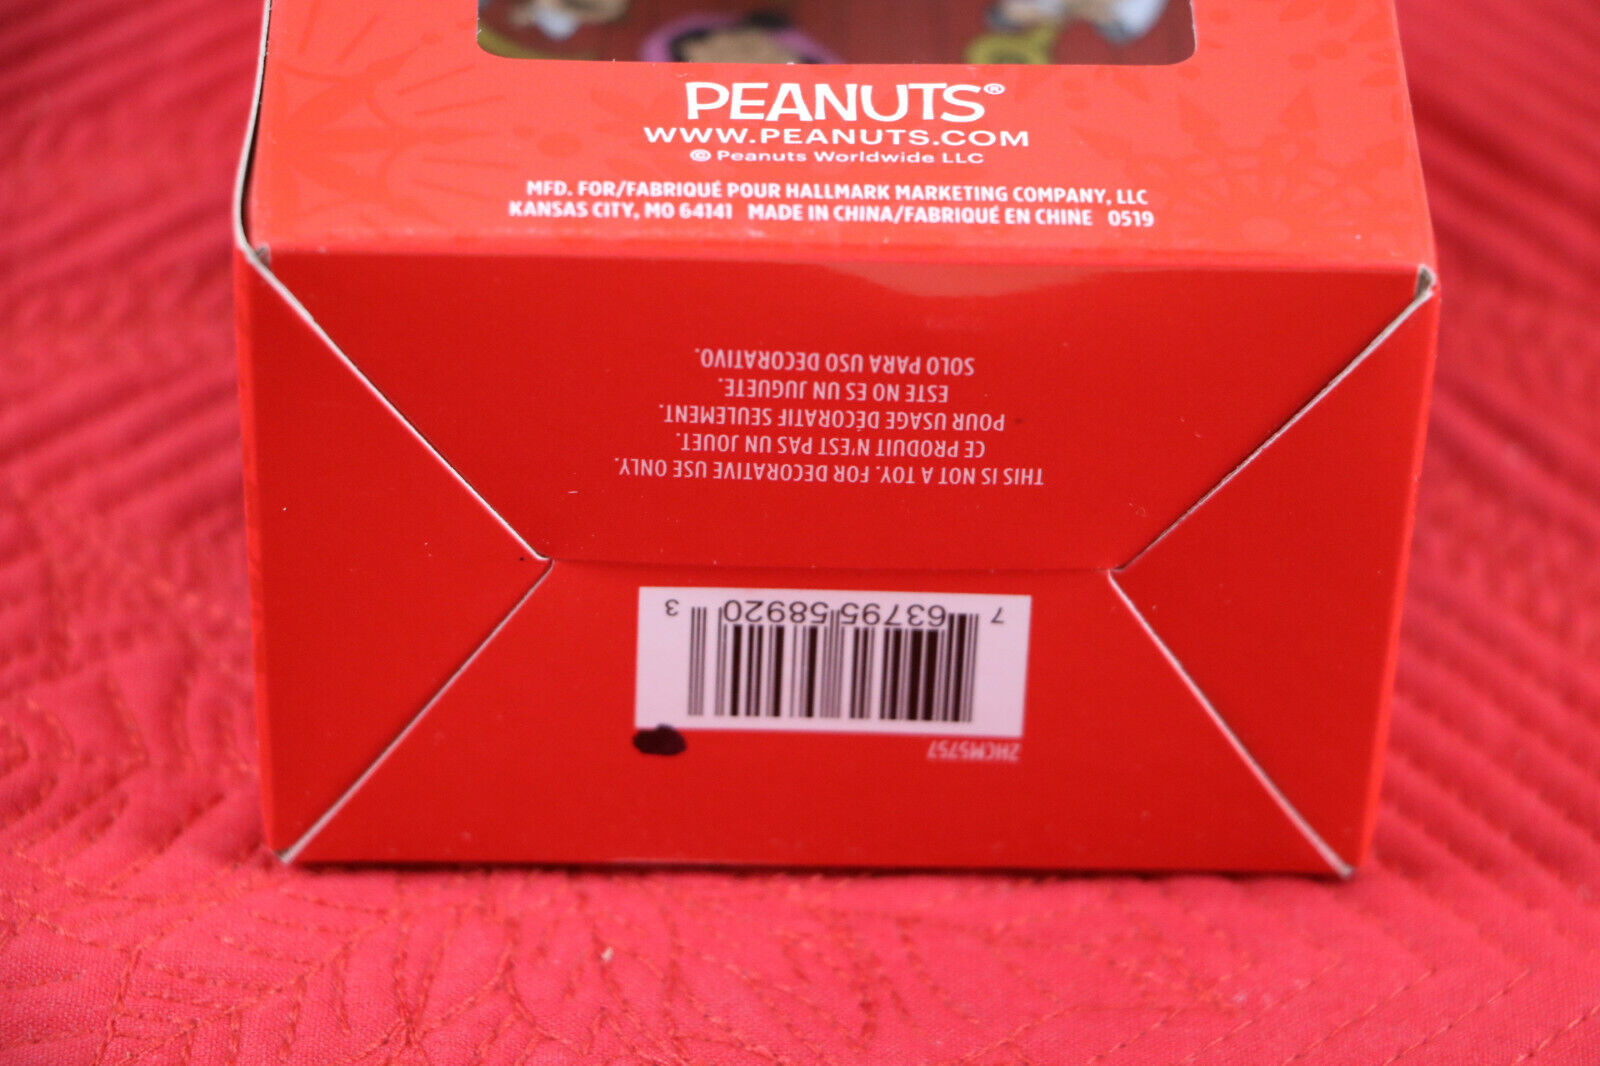 PEANUTS®
WWW.PEANUTS.COM
© Peanuts Worldwide LLC
MFD. FOR/FABRIQUÉ POUR HALLMARK MARKETING COMPANY, LLC
KANSAS CITY, MO 64141 MADE IN CHINA/FABRIQUÉ EN CHINE 0519
THIS IS NOT A TOY. FOR DECORATIVE USE ONLY.
CE PRODUIT N'EST PAS UN JOUET.
POUR USAGE DÉCORATIF SEULEMENT.
ESTE NO ES UN JUGUETE.
SOLO PARA USO DECORATIVO.
2HCM5757
7 63795 58920 3